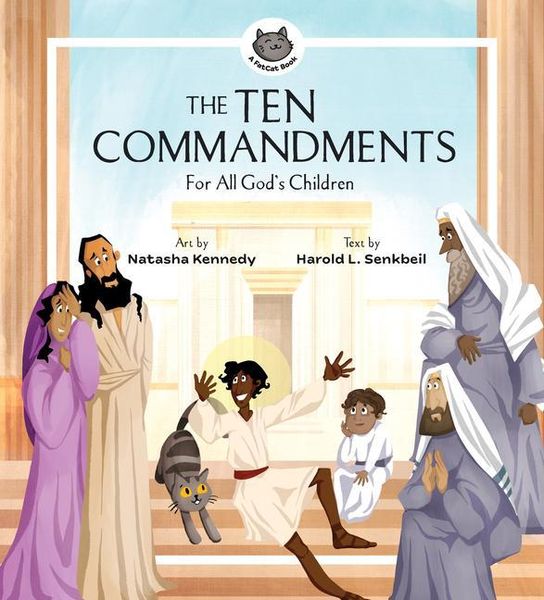 A FatCat Book
THE TEN
COMMANDMENTS
For All God's Children
Art by
Natasha Kennedy
Text by
Harold L. Senkbeil